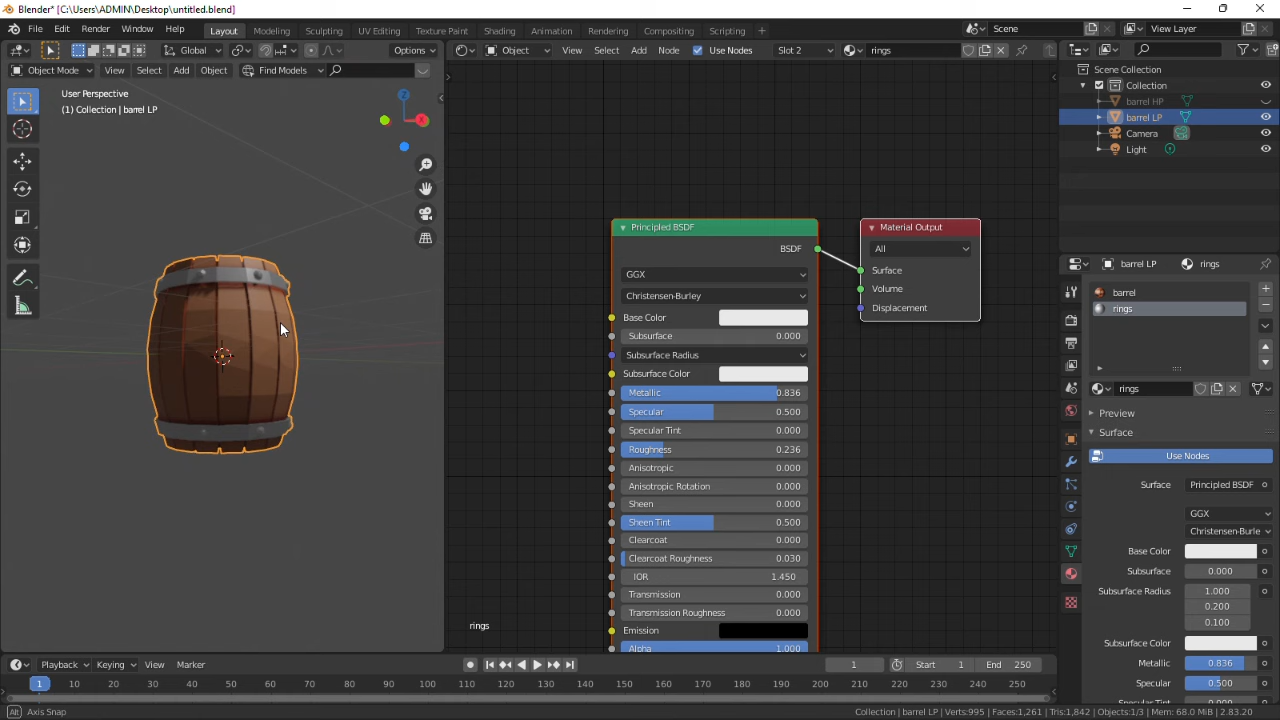 Blender* [C:\Users\ADMIN\Desktop\untitled.blend]
File Edit Render Window Help Layout Modeling Sculpting UV Editing Texture Paint Shading Animation Rendering Compositing Scripting + Scene View Layer
Global Options Object View Select Add Node Use Nodes Slot 2 rings
Object Mode View Select Add Object Find Models
User Perspective
(1) Collection | barrel LP
Z
X
Scene Collection
Collection
barrel HP
barrel LP
Camera
Light
Principled BSDF
BSDF
GGX
Christensen-Burley
Base Color
Subsurface 0.000
Subsurface Radius
Subsurface Color
Metallic 0.836
Specular 0.500
Specular Tint 0.000
Roughness 0.236
Anisotropic 0.000
Anisotropic Rotation 0.000
Sheen 0.000
Sheen Tint 0.500
Clearcoat 0.000
Clearcoat Roughness 0.030
IOR 1.450
Transmission 0.000
Transmission Roughness 0.000
Emission
Alpha 1.000
Material Output
All
Surface
Volume
Displacement
rings
barrel LP rings
barrel
rings
rings
Preview
Surface
Use Nodes
Surface Principled BSDF
GGX
Christensen-Burle
Base Color
Subsurface 0.000
Subsurface Radius 1.000
0.200
0.100
Subsurface Color
Metallic 0.836
Specular 0.500
Specular Tint 0.000
Playback Keying View Marker 1 Start 1 End 250
1 10 20 30 40 50 60 70 80 90 100 110 120 130 140 150 160 170 180 190 200 210 220 230 240 250
Alt Axis Snap Collection | barrel LP | Verts:995 | Faces:1,261 | Tris:1,842 | Objects:1/3 | Mem: 68.0 MiB | 2.83.20